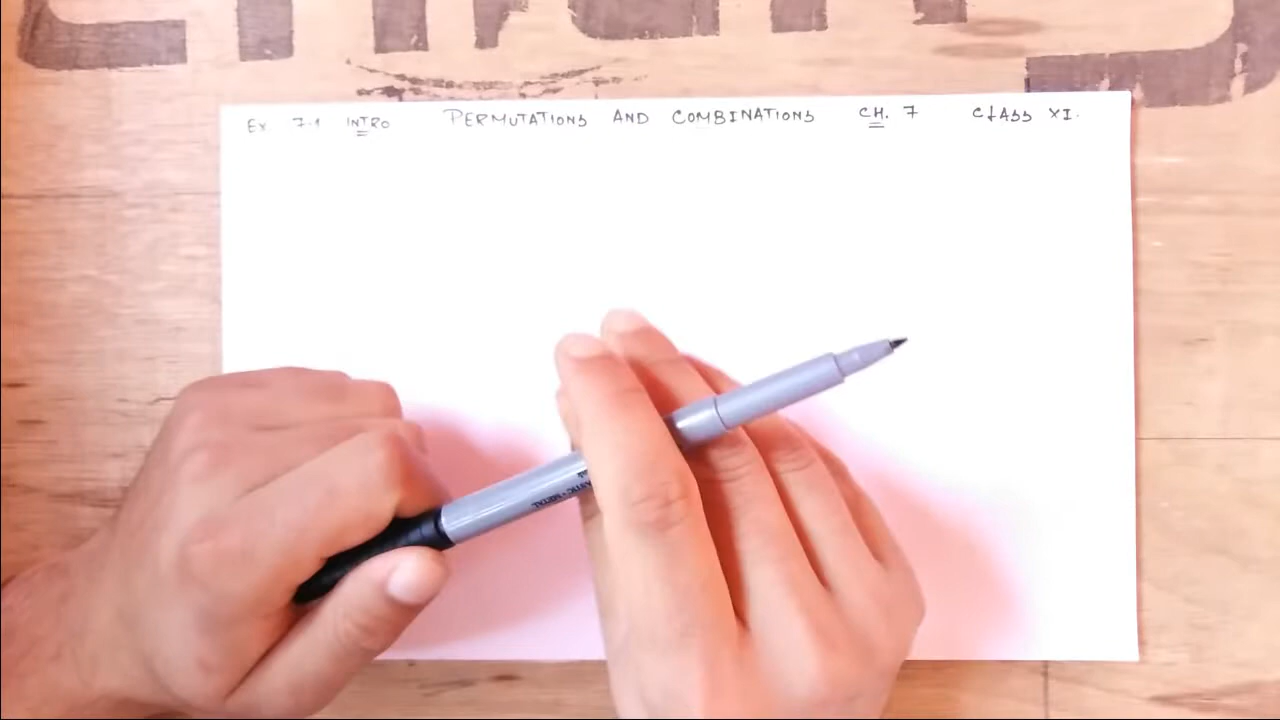 Ex 7.1 INTRO PERMUTATIONS AND COMBINATIONS CH. 7 CLASS XI.